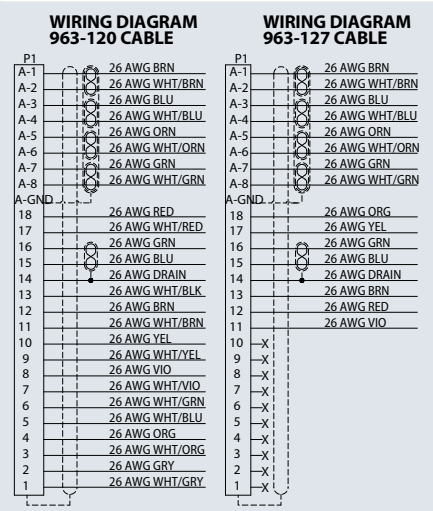 WIRING DIAGRAM
963-120 CABLE
P1
A-1 26 AWG BRN
A-2 26 AWG WHT/BRN
A-3 26 AWG BLU
A-4 26 AWG WHT/BLU
A-5 26 AWG ORN
A-6 26 AWG WHT/ORN
A-7 26 AWG GRN
A-8 26 AWG WHT/GRN
A-GND
18 26 AWG RED
17 26 AWG WHT/RED
16 26 AWG GRN
15 26 AWG BLU
14 26 AWG DRAIN
13 26 AWG WHT/BLK
12 26 AWG BRN
11 26 AWG WHT/BRN
10 26 AWG YEL
9 26 AWG WHT/YEL
8 26 AWG VIO
7 26 AWG WHT/VIO
6 26 AWG WHT/GRN
5 26 AWG WHT/BLU
4 26 AWG ORG
3 26 AWG WHT/ORG
2 26 AWG GRY
1 26 AWG WHT/GRY
WIRING DIAGRAM
963-127 CABLE
P1
A-1 26 AWG BRN
A-2 26 AWG WHT/BRN
A-3 26 AWG BLU
A-4 26 AWG WHT/BLU
A-5 26 AWG ORN
A-6 26 AWG WHT/ORN
A-7 26 AWG GRN
A-8 26 AWG WHT/GRN
A-GND
18 26 AWG ORG
17 26 AWG YEL
16 26 AWG GRN
15 26 AWG BLU
14 26 AWG DRAIN
13 26 AWG BRN
12 26 AWG RED
11 26 AWG VIO
10 X
9 X
8 X
7 X
6 X
5 X
4 X
3 X
2 X
1 X